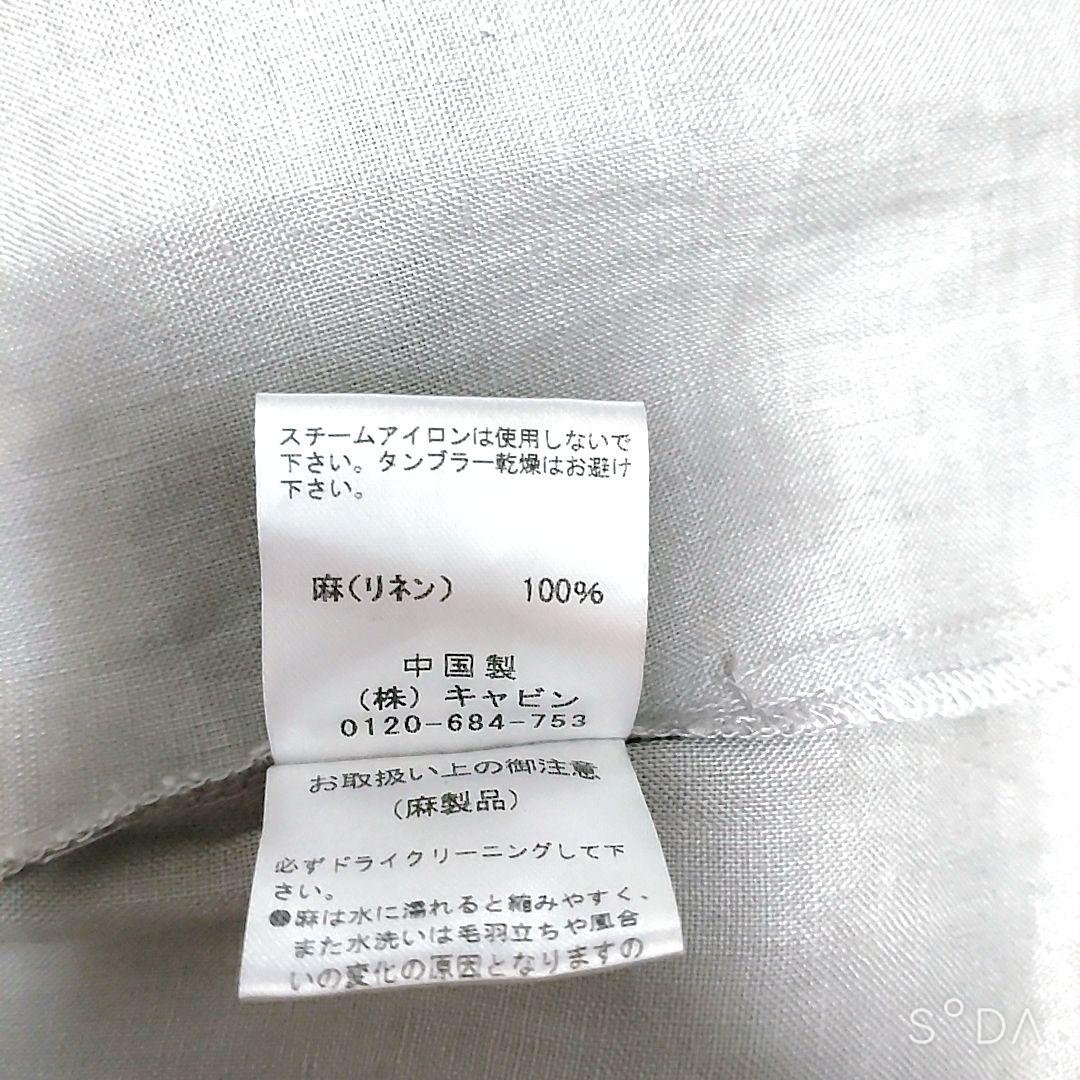 スチームアイロンは使用しないで
下さい。タンブラー乾燥はお避け
下さい。
麻(リネン) 100%
中国製
(株)キャビン
0120-684-753
お取扱い上の御注意
(麻製品)
必ずドライクリーニングして下
さい。
●麻は水に濡れると縮みやすく、
また水洗いは毛羽立ちや風合
いの変化の原因となりますの
S°DA